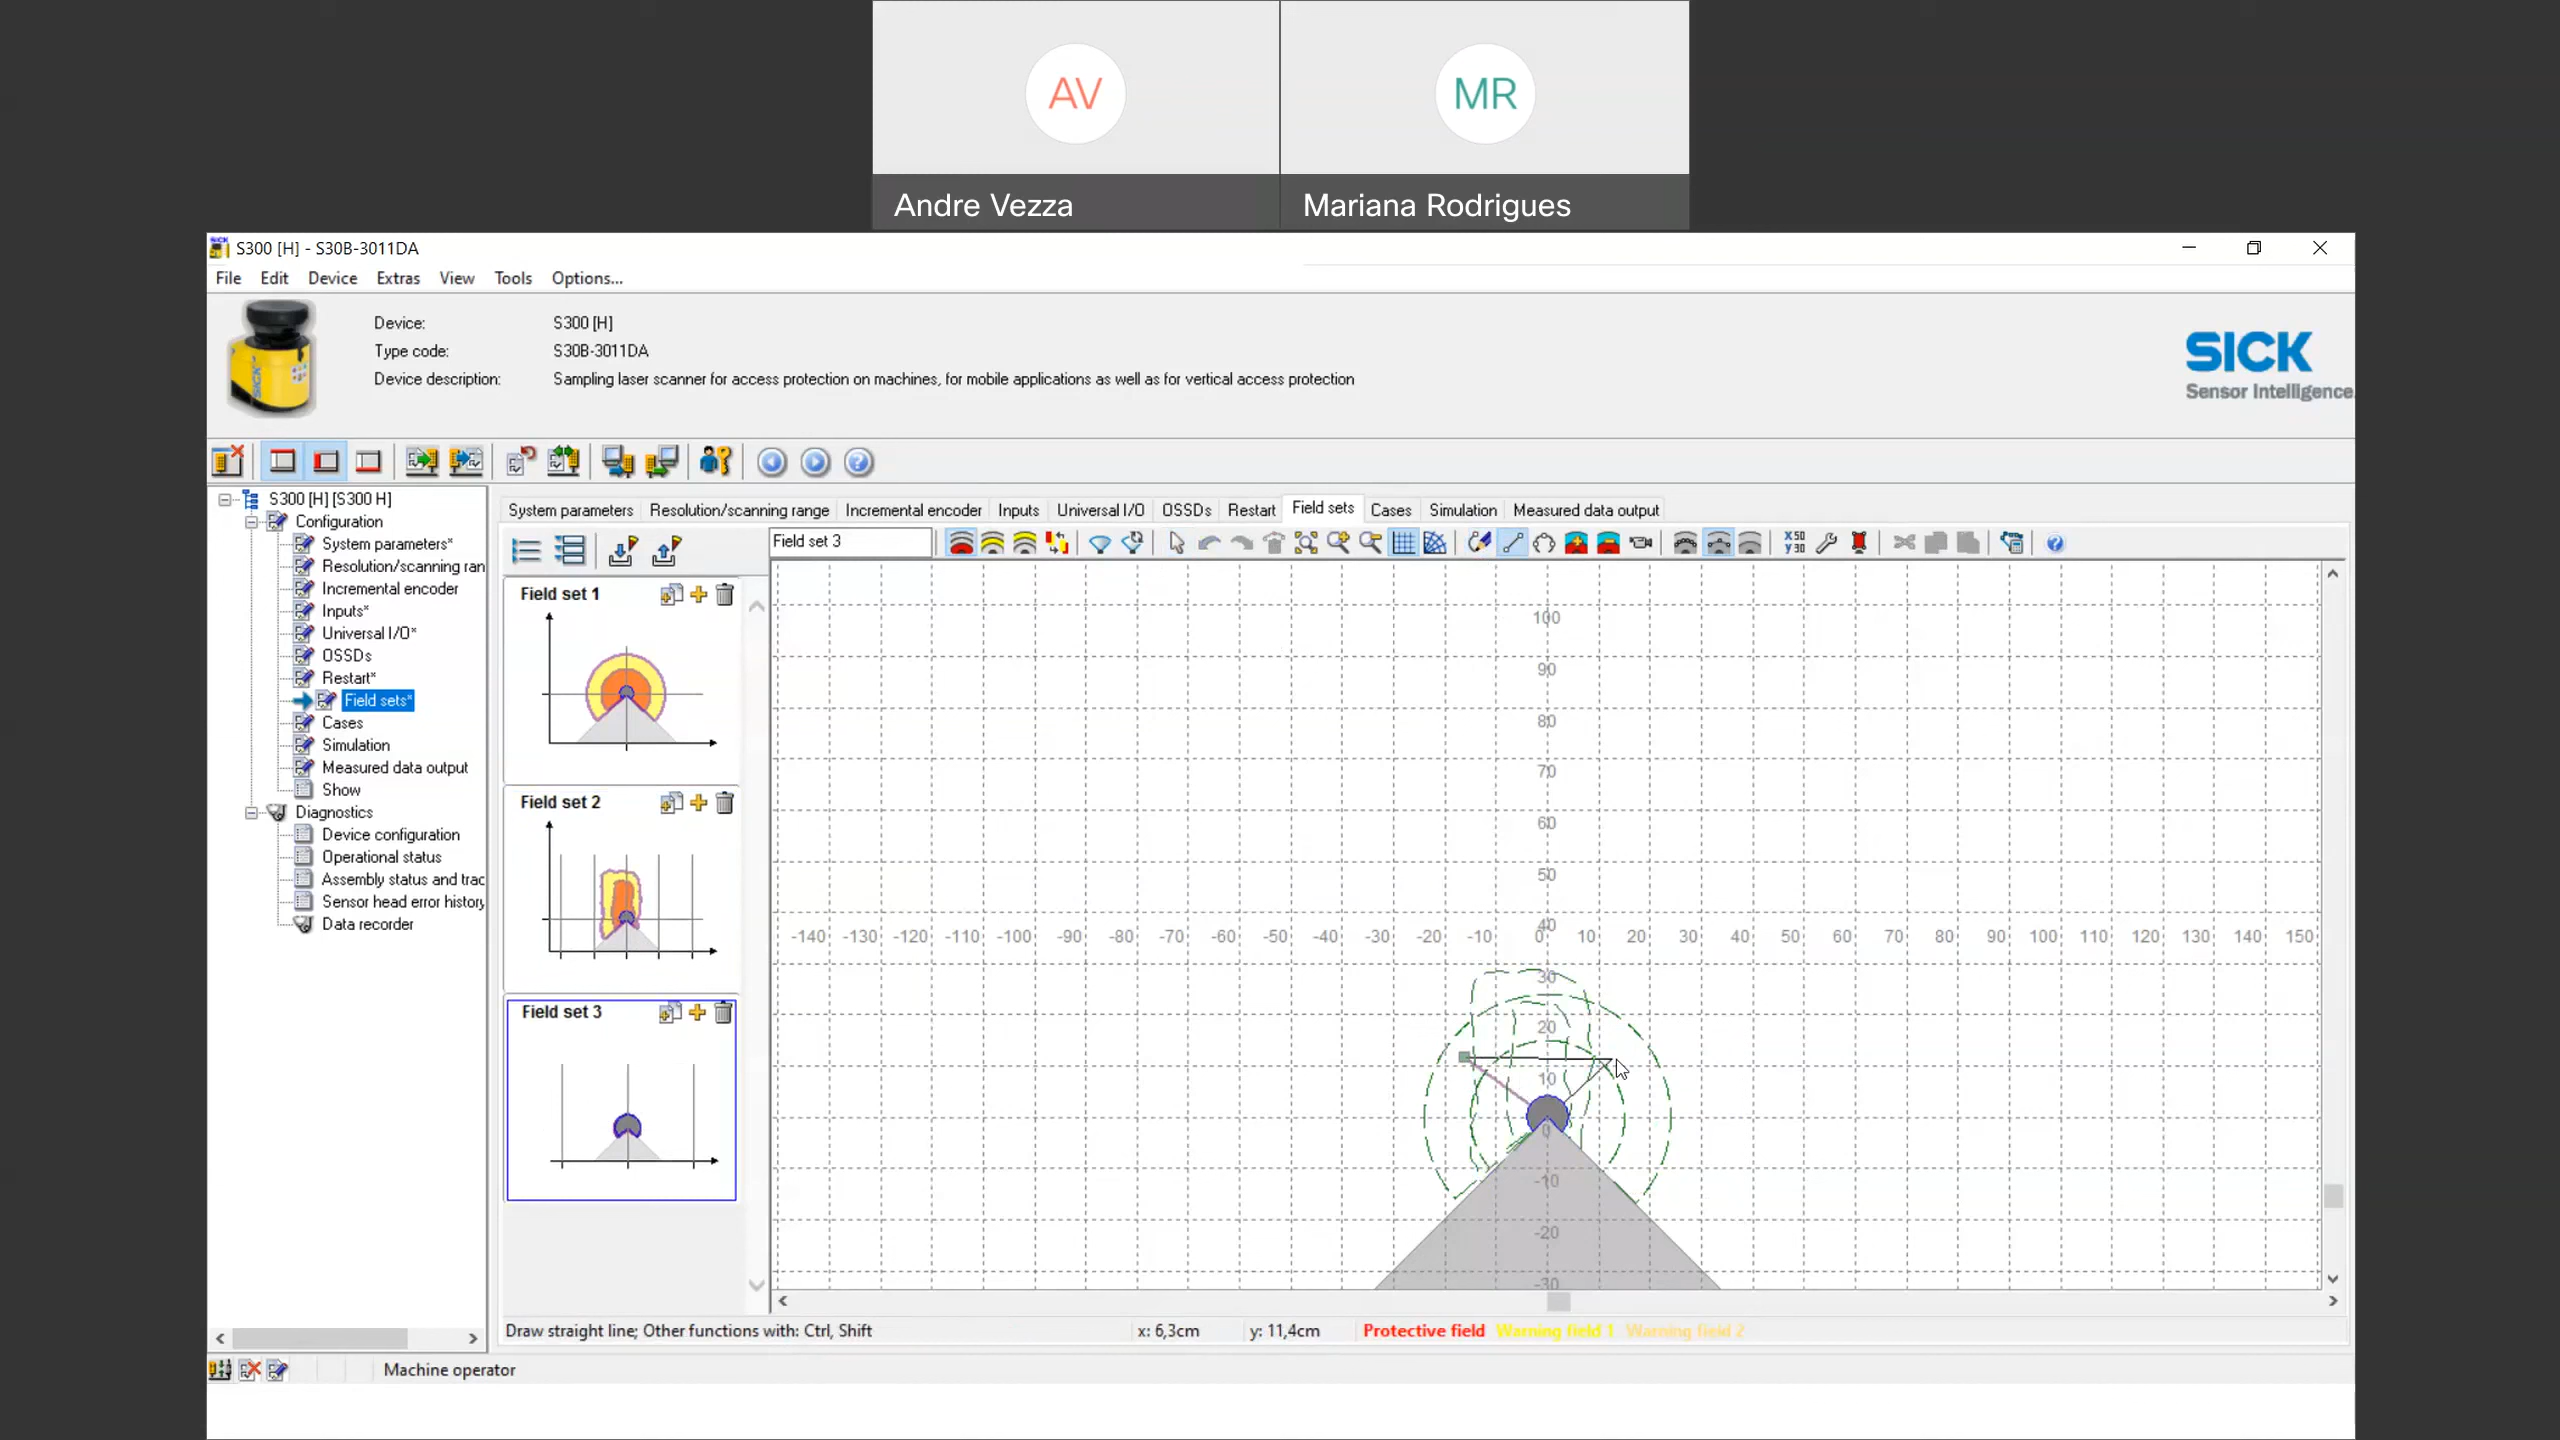 AV
MR
Andre Vezza
Mariana Rodrigues
S300 [H] - S30B-3011DA
File Edit Device Extras View Tools Options...
Device: S300 [H]
Type code: S30B-3011DA
Device description: Sampling laser scanner for access protection on machines, for mobile applications as well as for vertical access protection
SICK
Sensor Intelligence
S300 [H] [S300 H]
Configuration
System parameters*
Resolution/scanning ran
Incremental encoder
Inputs*
Universal I/O*
OSSDs
Restart*
Field sets*
Cases
Simulation
Measured data output
Show
Diagnostics
Device configuration
Operational status
Assembly status and trac
Sensor head error history
Data recorder
System parameters Resolution/scanning range Incremental encoder Inputs Universal I/O OSSDs Restart Field sets Cases Simulation Measured data output
Field set 3
X50
y30
Field set 1
Field set 2
Field set 3
100
90
80
70
60
50
40
-140 -130 -120 -110 -100 -90 -80 -70 -60 -50 -40 -30 -20 -10 0 10 20 30 40 50 60 70 80 90 100 110 120 130 140 150
30
20
10
0
-10
-20
-30
Draw straight line; Other functions with: Ctrl, Shift x: 6,3cm y: 11,4cm Protective field Warning field 1 Warning field 2
Machine operator